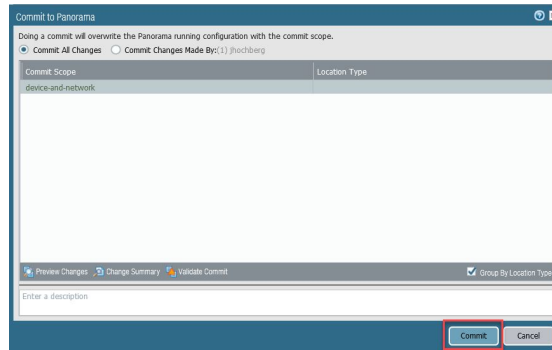 Commit to Panorama
Doing a commit will overwrite the Panorama running configuration with the commit scope.
Commit All Changes Commit Changes Made By:(1) jhochberg
Commit Scope Location Type
device-and-network
Preview Changes Change Summary Validate Commit Group By Location Type
Enter a description
Commit Cancel